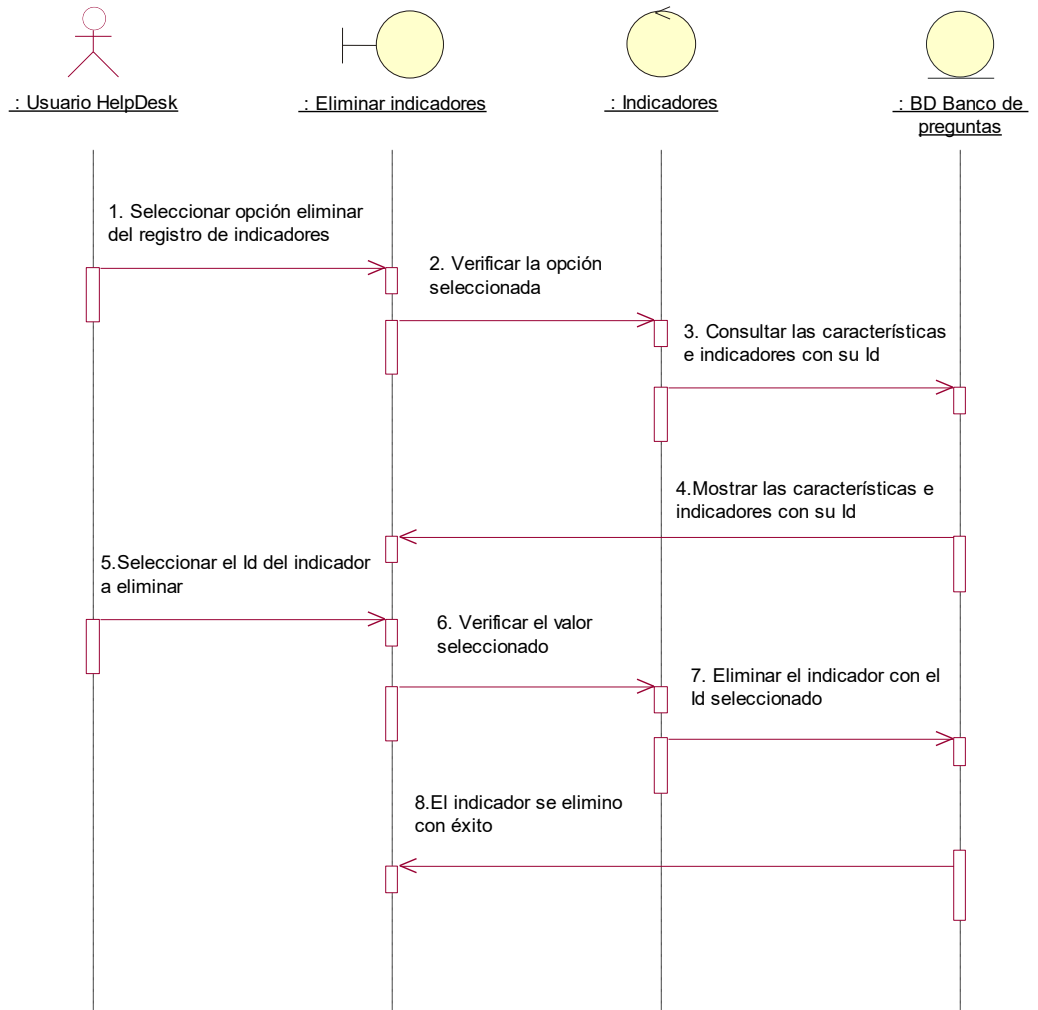 : Usuario HelpDesk
: Eliminar indicadores
: Indicadores
: BD Banco de
preguntas
1. Seleccionar opción eliminar
del registro de indicadores
2. Verificar la opción
seleccionada
3. Consultar las característicasa
e indicadores con su Id
4.Mostrar las características e
indicadores con su Id
5.Seleccionar el Id del indicador
a eliminar
6. Verificar el valor
seleccionado
7. Eliminar el indicador con el
Id seleccionado
8.El indicador se elimino
con éxito